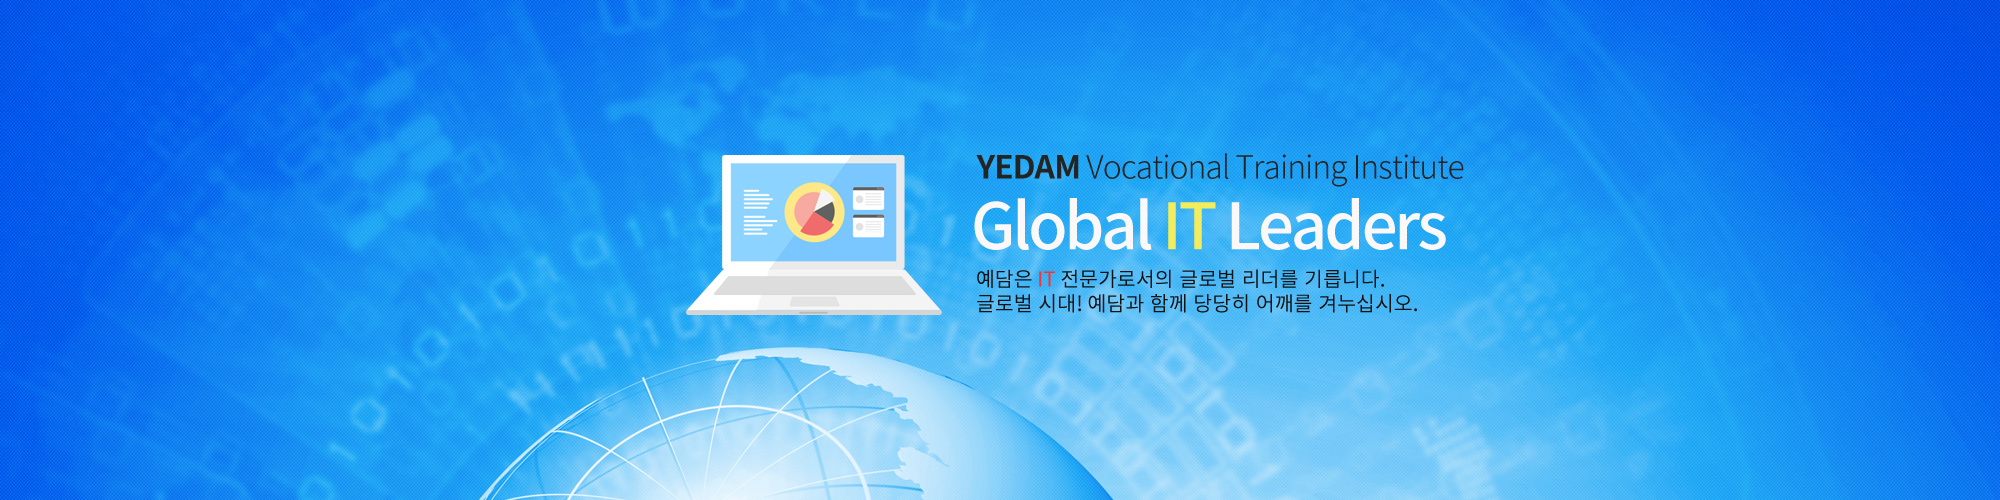 YEDAM Vocational Training Institute
Global IT Leaders
예담은 IT 전문가로서의 글로벌 리더를 기릅니다.
글로벌 시대! 예담과 함께 당당히 어깨를 겨누십시오.